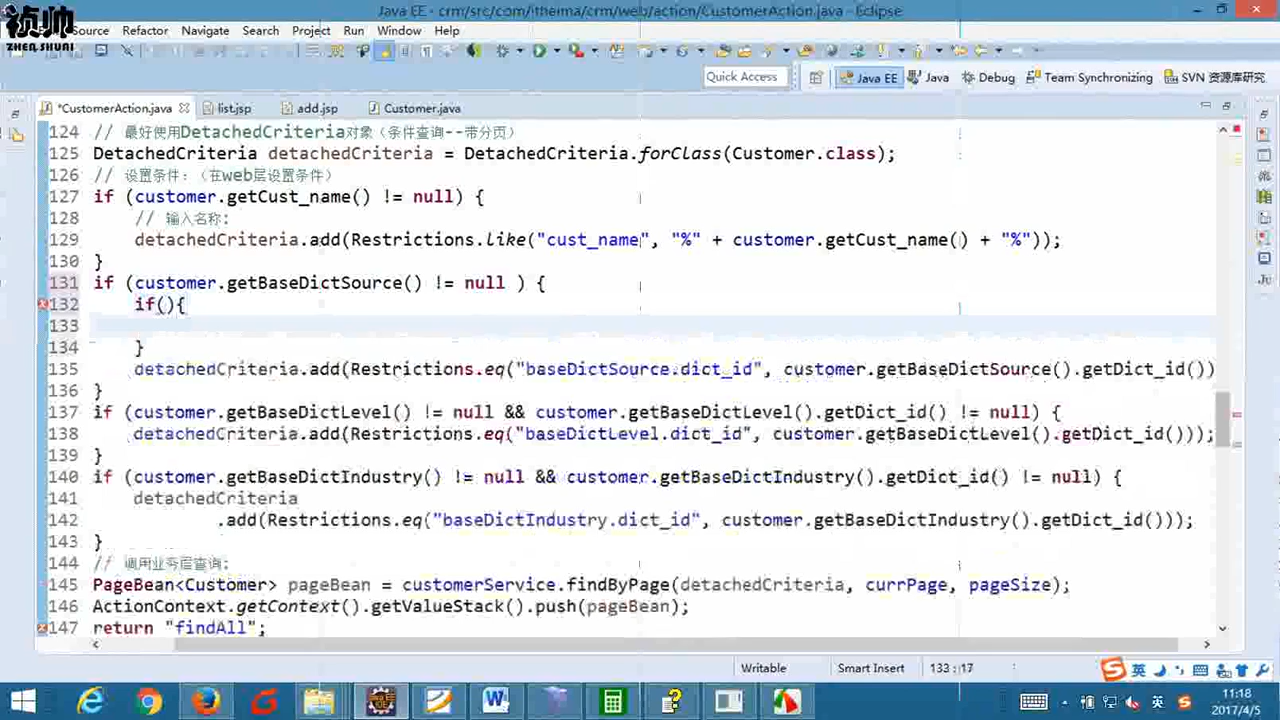 Java EE - crm/src/com/itheima/crm/web/action/CustomerAction.java - Eclipse
祯帅
ZHEN SHUAI
Source Refactor Navigate Search Project Run Window Help
Quick Access Java EE Java Debug Team Synchronizing SVN 资源库研究
*CustomerAction.java list.jsp add.jsp Customer.java
124 // 最好使用DetachedCriteria对象（条件查询--带分页）
125 DetachedCriteria detachedCriteria = DetachedCriteria.forClass(Customer.class);
126 // 设置条件:（在web层设置条件）
127 if (customer.getCust_name() != null) {
128 // 输入名称:
129 detachedCriteria.add(Restrictions.like("cust_name", "%" + customer.getCust_name() + "%"));
130 }
131 if (customer.getBaseDictSource() != null ) {
132 if(){
133
134 }
135 detachedCriteria.add(Restrictions.eq("baseDictSource.dict_id", customer.getBaseDictSource().getDict_id())
136 }
137 if (customer.getBaseDictLevel() != null && customer.getBaseDictLevel().getDict_id() != null) {
138 detachedCriteria.add(Restrictions.eq("baseDictLevel.dict_id", customer.getBaseDictLevel().getDict_id()));
139 }
140 if (customer.getBaseDictIndustry() != null && customer.getBaseDictIndustry().getDict_id() != null) {
141 detachedCriteria
142 .add(Restrictions.eq("baseDictIndustry.dict_id", customer.getBaseDictIndustry().getDict_id()));
143 }
144 // 调用业务层查询:
145 PageBean<Customer> pageBean = customerService.findByPage(detachedCriteria, currPage, pageSize);
146 ActionContext.getContext().getValueStack().push(pageBean);
147 return "findAll";
Writable Smart Insert 133 : 17 英
英 11:18
2017/4/5